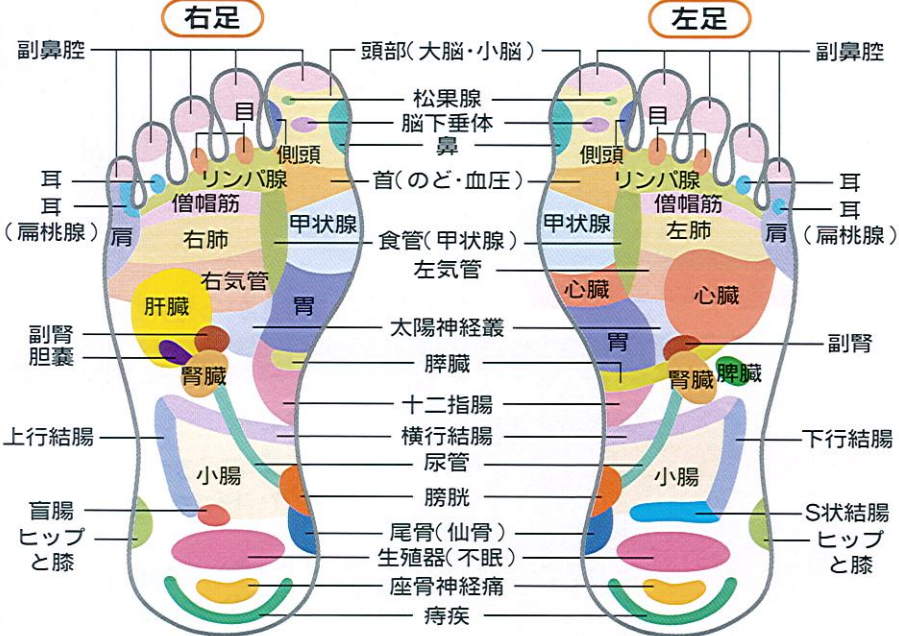 右足
左足
副鼻腔
頭部(大脳・小脳)
副鼻腔
松果腺
目
脳下垂体
目
鼻
側頭
側頭
耳
リンパ腺
首(のど・血圧)
リンパ腺
耳
耳
(扁桃腺)
僧帽筋
僧帽筋
耳
(扁桃腺)
肩
右肺
甲状腺
食管(甲状腺)
甲状腺
左肺
肩
右気管
左気管
肝臓
胃
心臓
心臓
太陽神経叢
副腎
胃
副腎
胆嚢
膵臓
腎臓
腎臓
脾臓
十二指腸
上行結腸
横行結腸
下行結腸
尿管
小腸
小腸
膀胱
盲腸
S状結腸
ヒップ
と膝
尾骨(仙骨)
ヒップ
と膝
生殖器(不眠)
座骨神経痛
痔疾